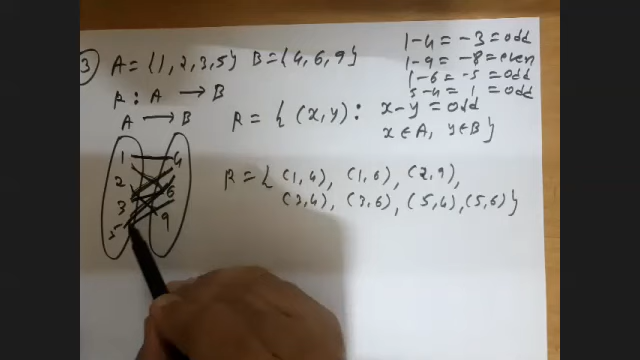 3) A = {1, 2, 3, 5} B = {4, 6, 9}
R : A → B
A → B
1 4
2 6
3 9
5
R = { (x, y) : x - y = odd
x ∈ A, y ∈ B}
R = { (1, 4), (1, 6), (2, 9),
(3, 4), (3, 6), (5, 4), (5, 6)}
1 - 4 = -3 = odd
1 - 9 = -8 = even
1 - 6 = -5 = odd
5 - 4 = 1 = odd